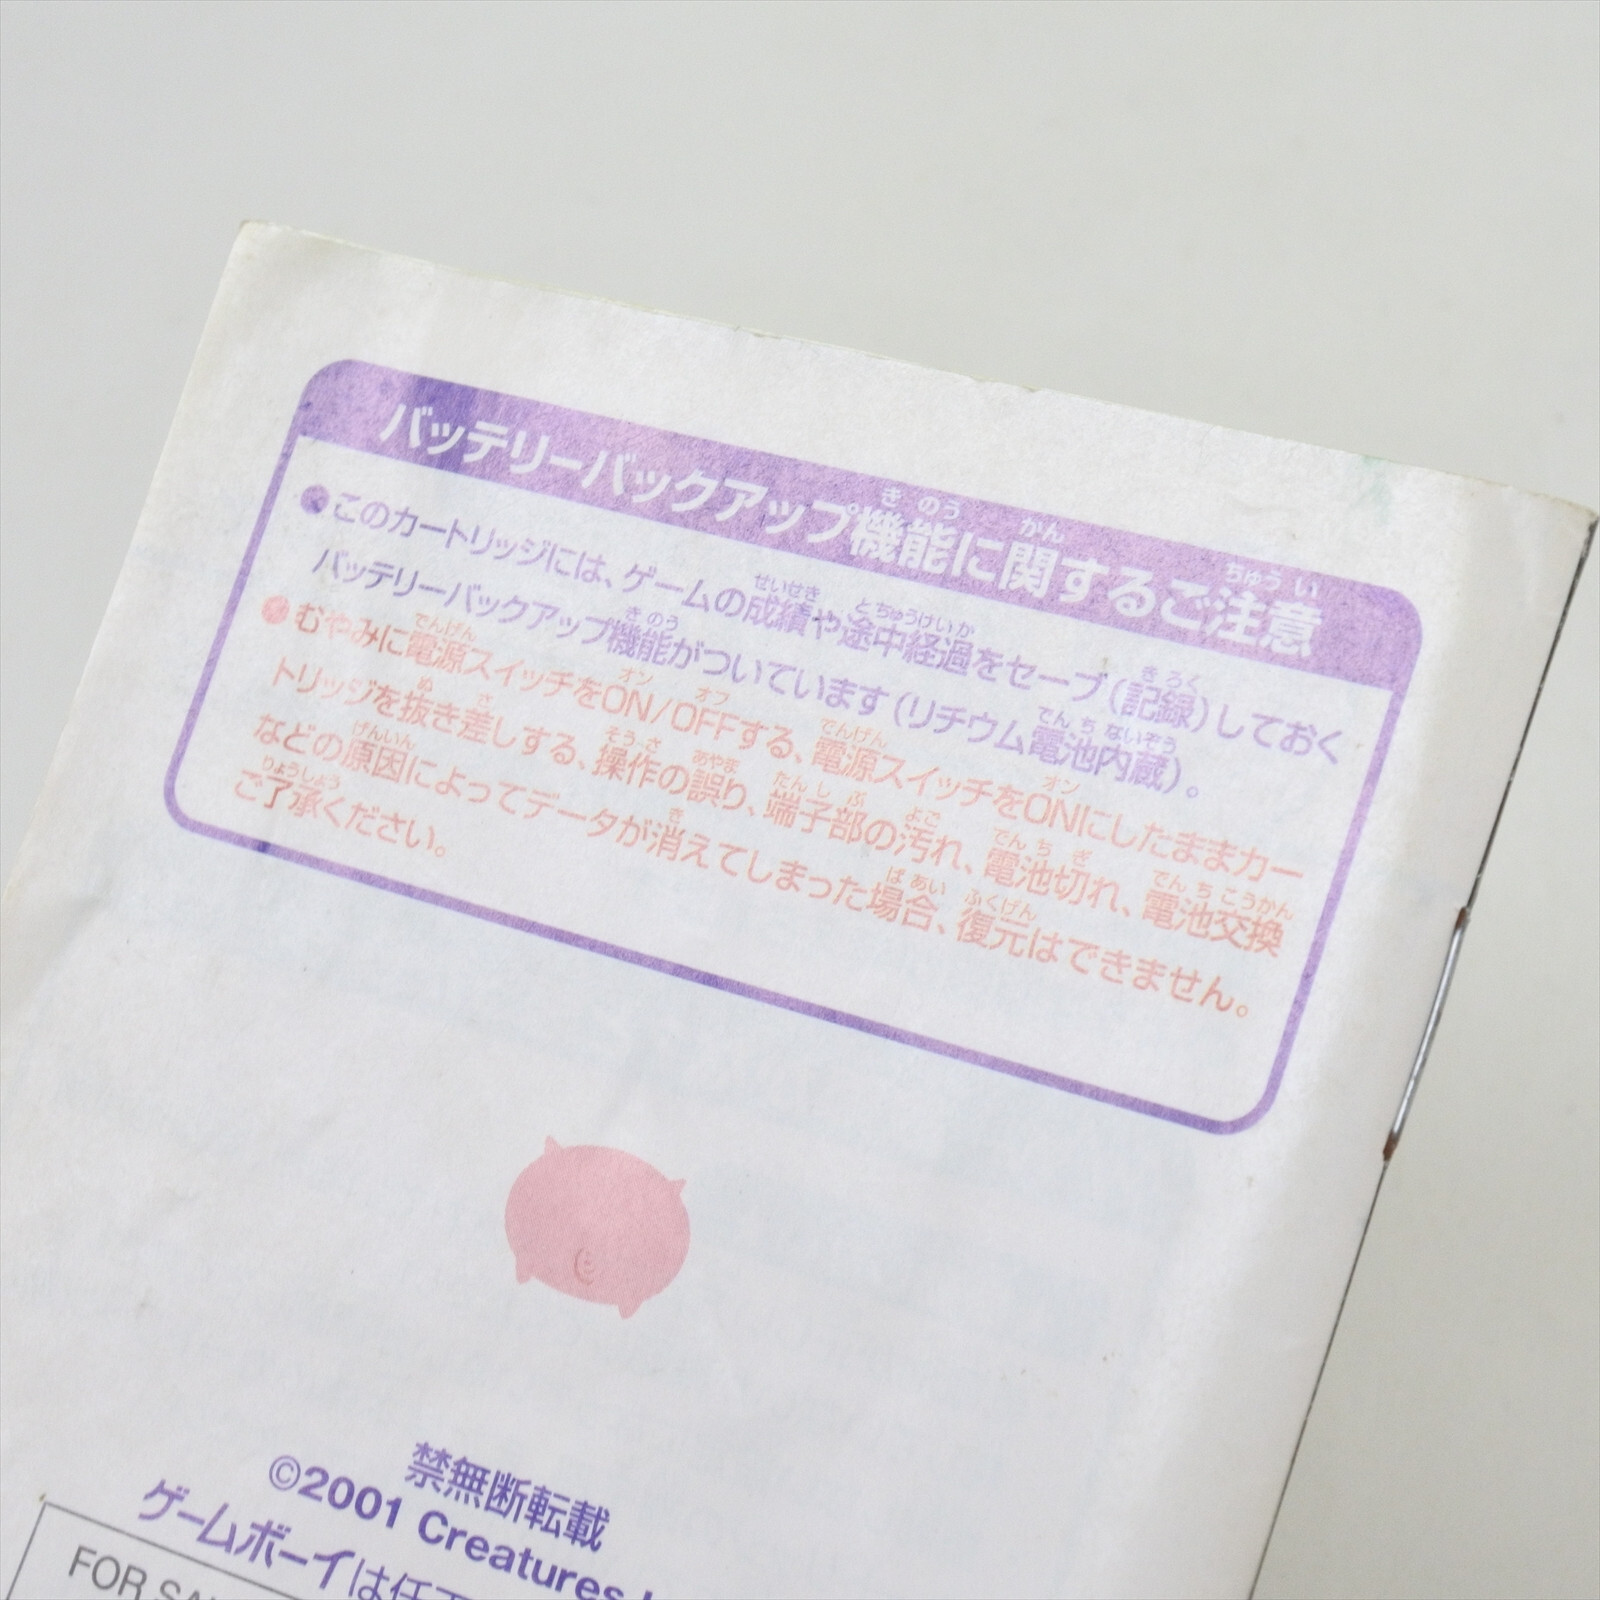 バッテリーバックアップ機能に関するご注意
●このカートリッジには、ゲームの成績や途中経過をセーブ(記録)しておく
バッテリーバックアップ機能がついています(リチウム電池内蔵)。
●むやみに電源スイッチをON/OFFする、電源スイッチをONにしたままカー
トリッジを抜き差しする、操作の誤り、端子部の汚れ、電池切れ、電池交換
などの原因によってデータが消えてしまった場合、復元はできません。
ご了承ください。
禁無断転載
©2001 Creatures
ゲームボーイは任
FOR